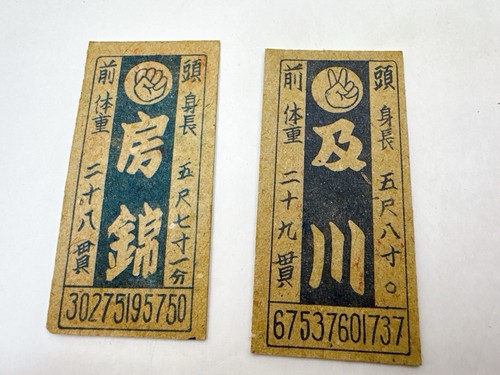 前頭
房錦
身長 五尺七寸一分
体重 二十八貫
30275195750
前頭
及川
身長 五尺八寸〇
体重 二十九貫
67537601737